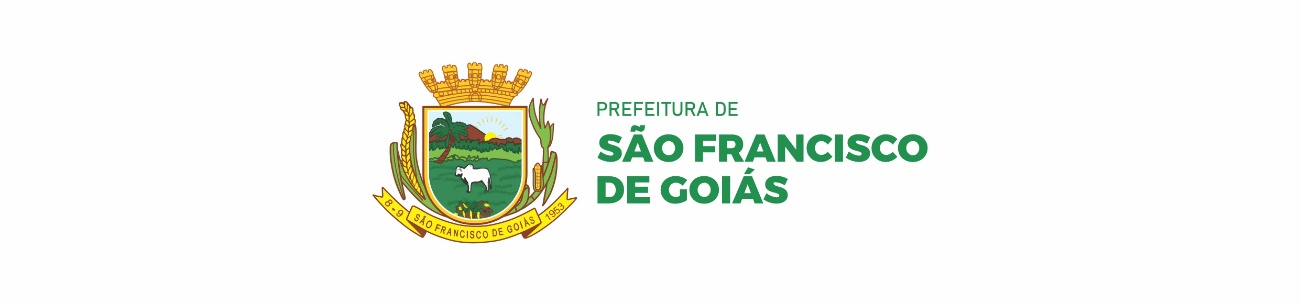 PREFEITURA DE
SÃO FRANCISCO
DE GOIÁS
8-9
SÃO FRANCISCO DE GOIÁS
1953